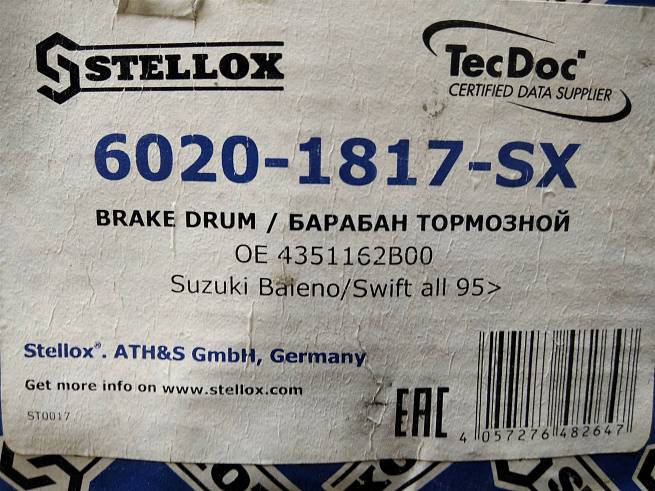 STELLOX
TecDoc
CERTIFIED DATA SUPPLIER
6020-1817-SX
BRAKE DRUM / БАРАБАН ТОРМОЗНОЙ
OE 4351162B00
Suzuki Baleno/Swift all 95>
Stellox®. ATH&S GmbH, Germany
Get more info on www.stellox.com
ST0017
EAC
4 057276 482647